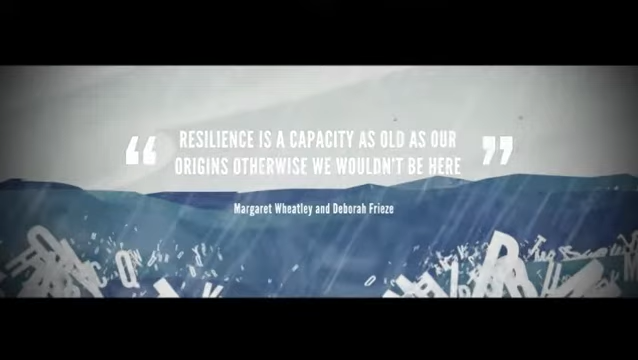 “ RESILIENCE IS A CAPACITY AS OLD AS OUR
ORIGINS OTHERWISE WE WOULDN'T BE HERE ”
Margaret Wheatley and Deborah Frieze